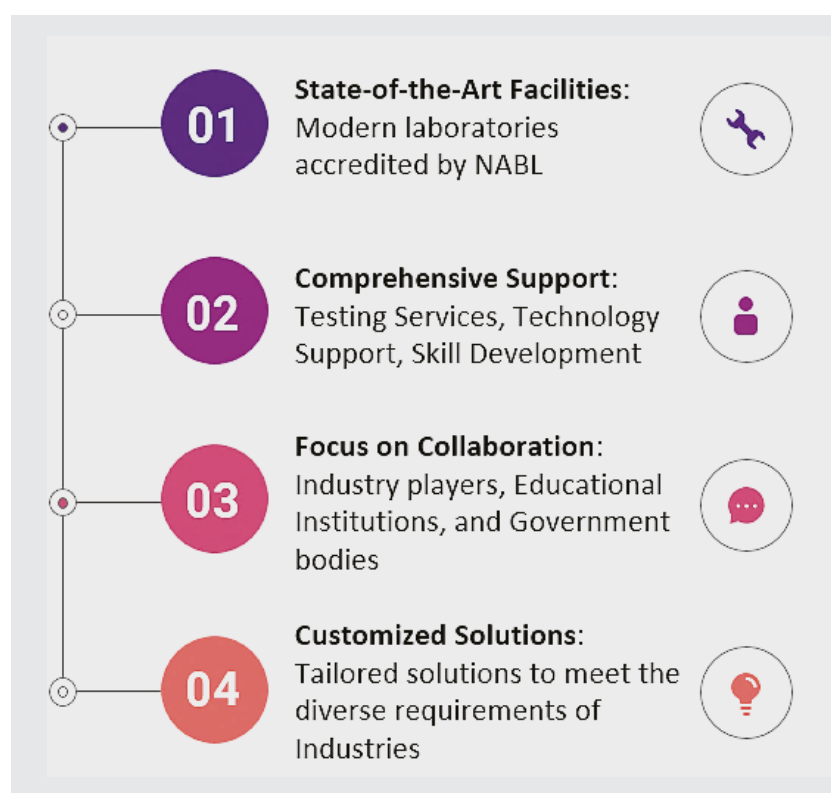 01
State-of-the-Art Facilities:
Modern laboratories
accredited by NABL
02
Comprehensive Support:
Testing Services, Technology
Support, Skill Development
03
Focus on Collaboration:
Industry players, Educational
Institutions, and Government
bodies
04
Customized Solutions:
Tailored solutions to meet the
diverse requirements of
Industries